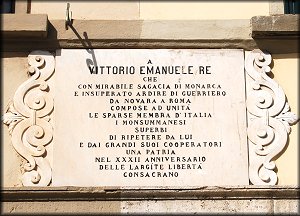 A
VITTORIO EMANUELE RE
CHE
CON MIRABILE SAGACIA DI MONARCA
E INSUPERATO ARDIRE DI GUERRIERO
DA NOVARA A ROMA
COMPOSE AD UNITÀ
LE SPARSE MEMBRA D'ITALIA
I MONSUMMANESI
SUPERBI
DI RIPETERE DA LUI
E DAI GRANDI SUOI COOPERATORI
UNA PATRIA
NEL XXXII ANNIVERSARIO
DELLE LARGITE LIBERTÀ
CONSACRANO